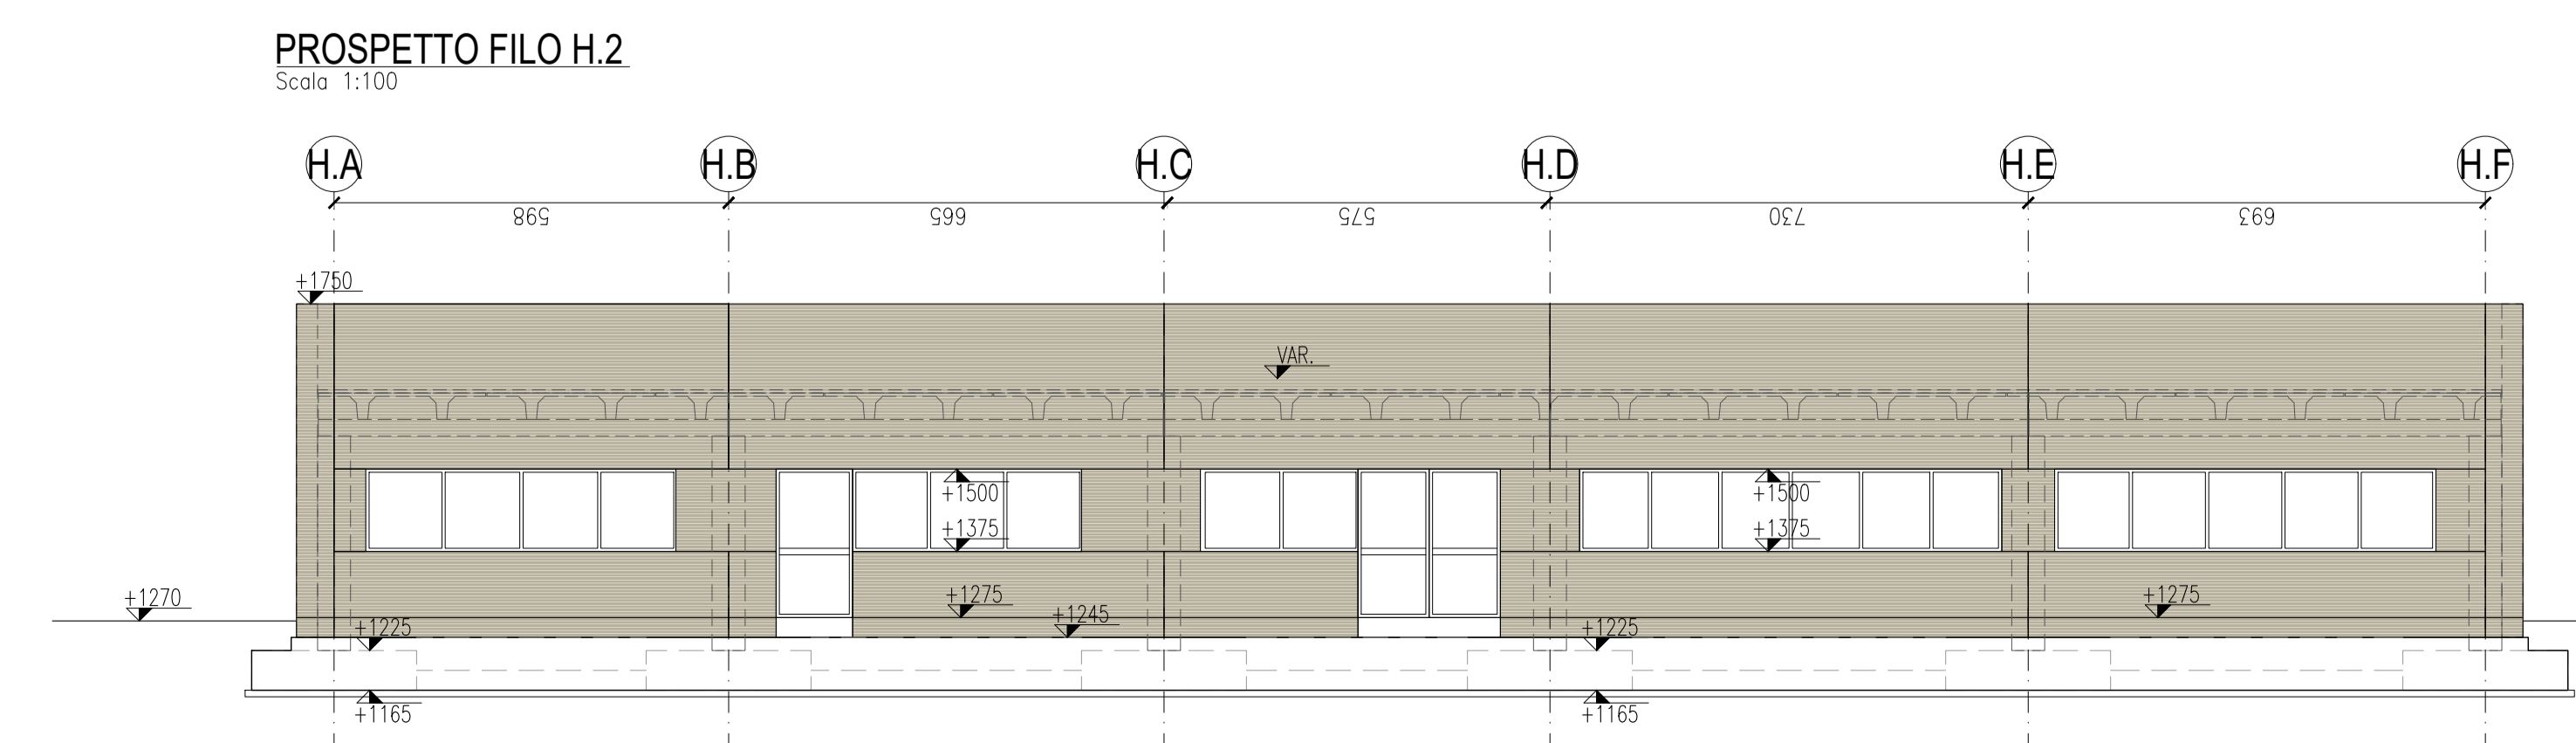 PROSPETTO FILO H.2
Scala 1:100
H.A H.B H.C H.D H.E H.F
598 665 575 730 693
+1750
VAR.
+1500 +1500
+1375 +1375
+1270 +1275 +1275
+1245
+1225 +1225
+1165 +1165